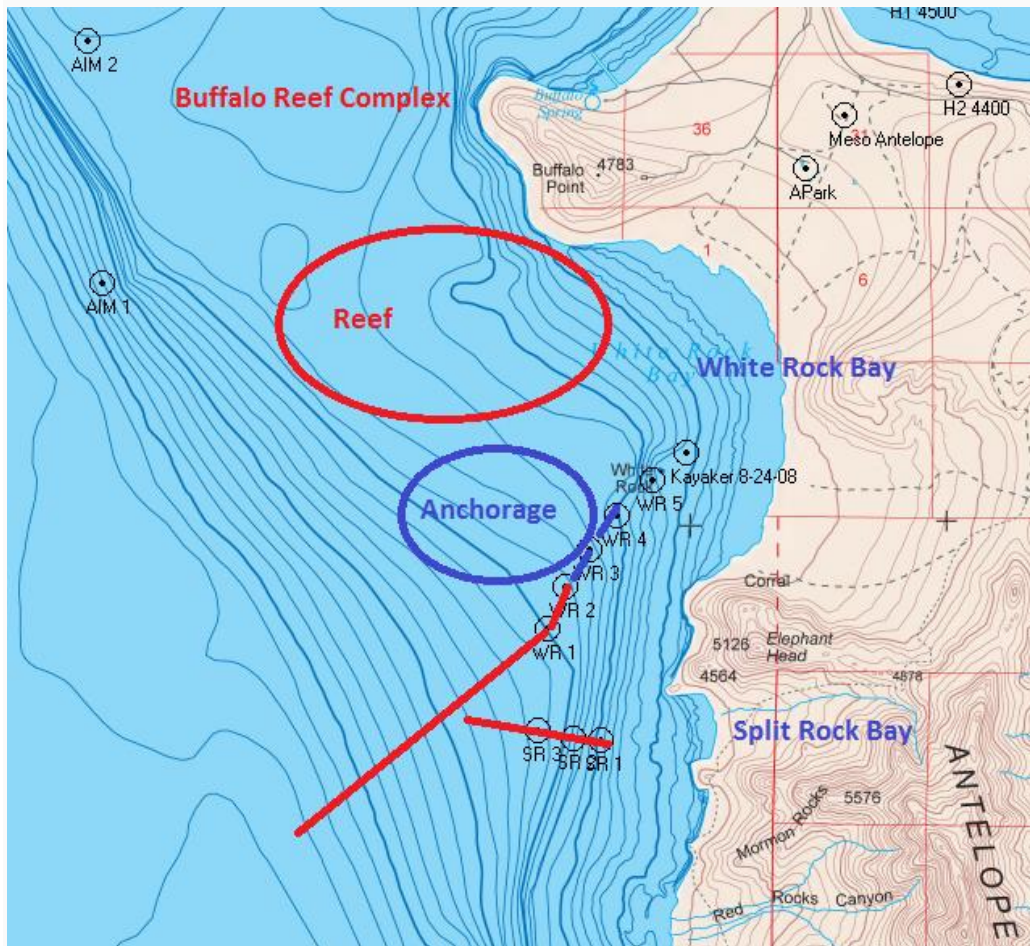 H1 4500
AIM 2
Buffalo Reef Complex
Buffalo
Spring
H2 4400
36
31
Meso Antelope
4783
Buffalo
Point
APark
1
6
AIM 1
Reef
White Rock
Bay
White Rock Bay
White
Rock
Kayaker 8-24-08
WR 5
Anchorage
WR 4
WR 3
Corral
WR 2
5126
Elephant
Head
WR 1
4564
4878
Split Rock Bay
SR 3
SR 2
SR 1
ANTELOPE
5576
Mormon Rocks
Red Rocks Canyon